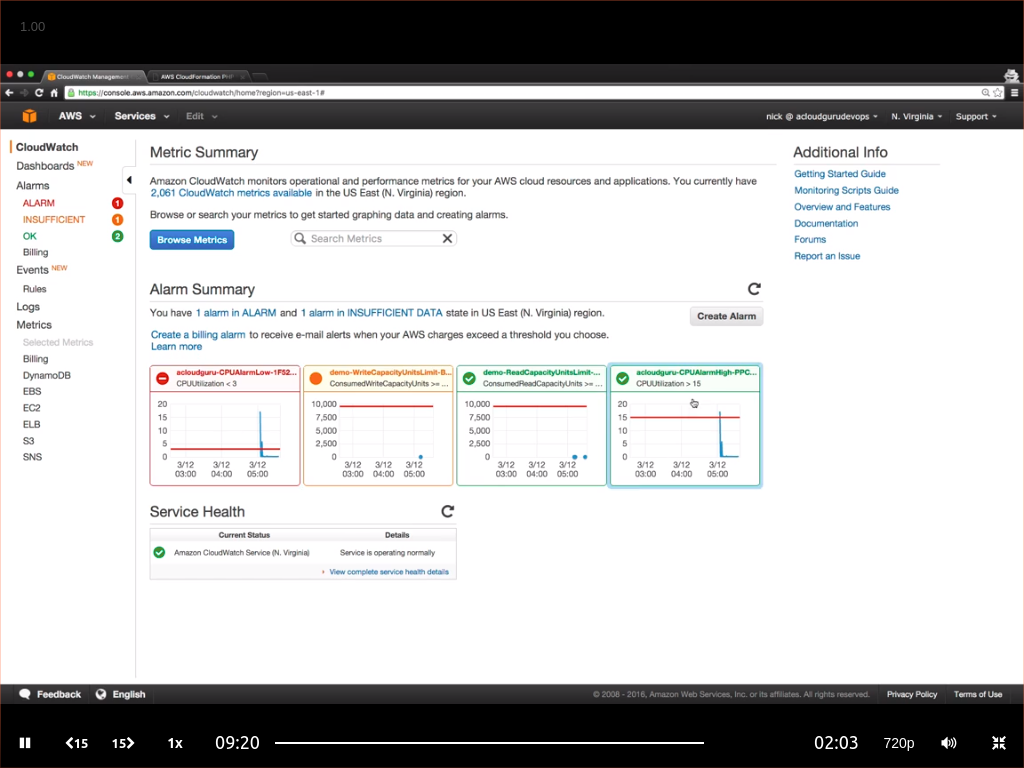 1.00
CloudWatch Managemen
AWS CloudFormation PHP
https://console.aws.amazon.com/cloudwatch/home?region=us-east-1#
AWS Services Edit nick @ acloudgurudevops N. Virginia Support
CloudWatch
Dashboards NEW
Alarms
ALARM 1
INSUFFICIENT 1
OK 2
Billing
Events NEW
Rules
Logs
Metrics
Selected Metrics
Billing
DynamoDB
EBS
EC2
ELB
S3
SNS
Metric Summary
Amazon CloudWatch monitors operational and performance metrics for your AWS cloud resources and applications. You currently have
2,061 CloudWatch metrics available in the US East (N. Virginia) region.
Browse or search your metrics to get started graphing data and creating alarms.
Browse Metrics Search Metrics
Alarm Summary
You have 1 alarm in ALARM and 1 alarm in INSUFFICIENT DATA state in US East (N. Virginia) region.
Create Alarm
Create a billing alarm to receive e-mail alerts when your AWS charges exceed a threshold you choose.
Learn more
acloudguru-CPUAlarmLow-1F52...
CPUUtilization < 3
20
15
10
5
0
3/12 3/12 3/12
03:00 04:00 05:00
demo-WriteCapacityUnitsLimit-B...
ConsumedWriteCapacityUnits >= ...
10,000
7,500
5,000
2,500
0
3/12 3/12 3/12
03:00 04:00 05:00
demo-ReadCapacityUnitsLimit-...
ConsumedReadCapacityUnits >= ...
10,000
7,500
5,000
2,500
0
3/12 3/12 3/12
03:00 04:00 05:00
acloudguru-CPUAlarmHigh-PPC...
CPUUtilization > 15
20
15
10
5
0
3/12 3/12 3/12
03:00 04:00 05:00
Service Health
Current Status Details
Amazon CloudWatch Service (N. Virginia) Service is operating normally
View complete service health details
Additional Info
Getting Started Guide
Monitoring Scripts Guide
Overview and Features
Documentation
Forums
Report an Issue
Feedback English © 2008 - 2016, Amazon Web Services, Inc. or its affiliates. All rights reserved. Privacy Policy Terms of Use
15 15 1x 09:20 02:03 720p